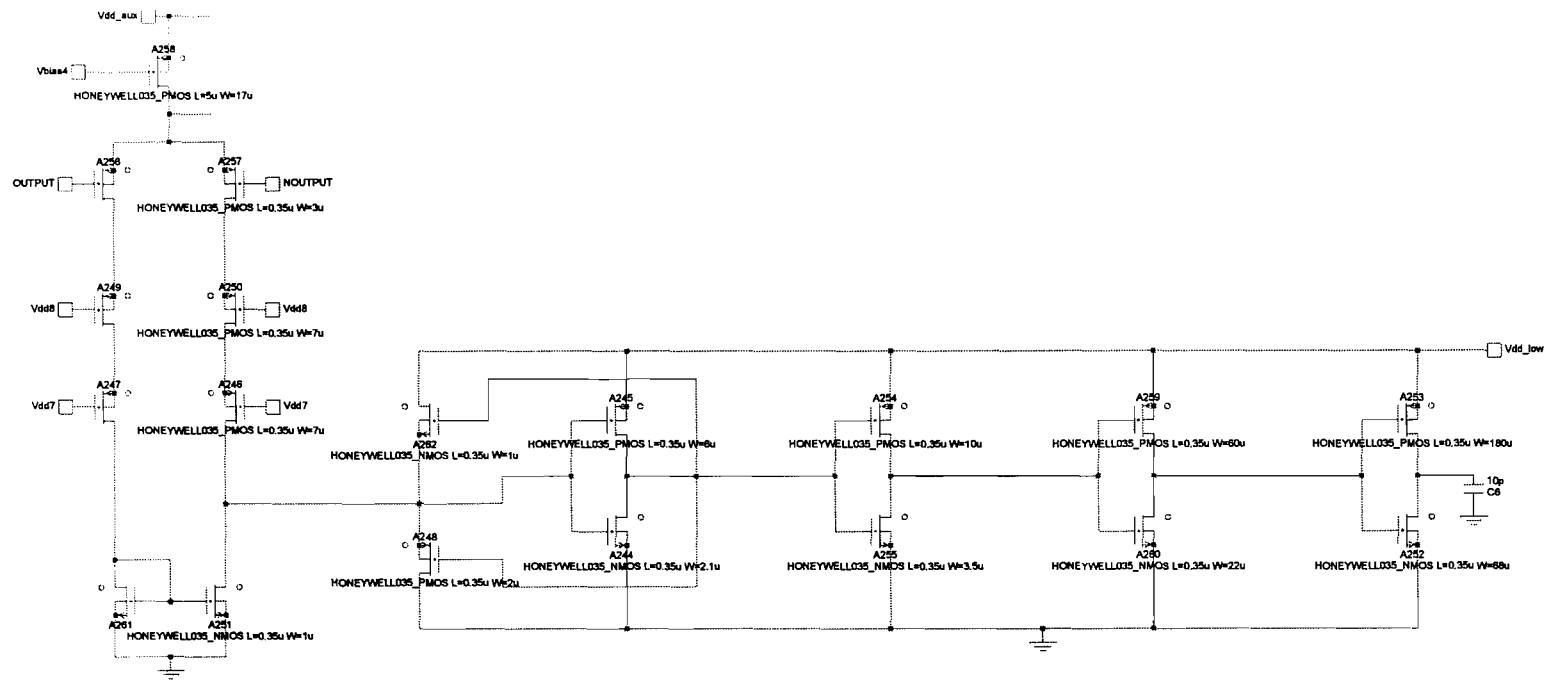 Vdd_aux
A258
Vbias4
HONEYWELL035_PMOS L=5u W=17u
A256
A257
OUTPUT
NOUTPUT
HONEYWELL035_PMOS L=0.35u W=3u
A249
A250
Vdd8
Vdd8
HONEYWELL035_PMOS L=0.35u W=7u
Vdd_low
A247
A246
A245
A254
A259
A253
Vdd7
Vdd7
HONEYWELL035_PMOS L=0.35u W=7u
A262
HONEYWELL035_PMOS L=0.35u W=6u
HONEYWELL035_PMOS L=0.35u W=10u
HONEYWELL035_PMOS L=0.35u W=60u
HONEYWELL035_PMOS L=0.35u W=180u
HONEYWELL035_NMOS L=0.35u W=1u
10p
C6
A248
A244
A255
A260
A252
HONEYWELL035_PMOS L=0.35u W=2u
HONEYWELL035_NMOS L=0.35u W=2.1u
HONEYWELL035_NMOS L=0.35u W=3.5u
HONEYWELL035_NMOS L=0.35u W=22u
HONEYWELL035_NMOS L=0.35u W=68u
A261
A251
HONEYWELL035_NMOS L=0.35u W=1u